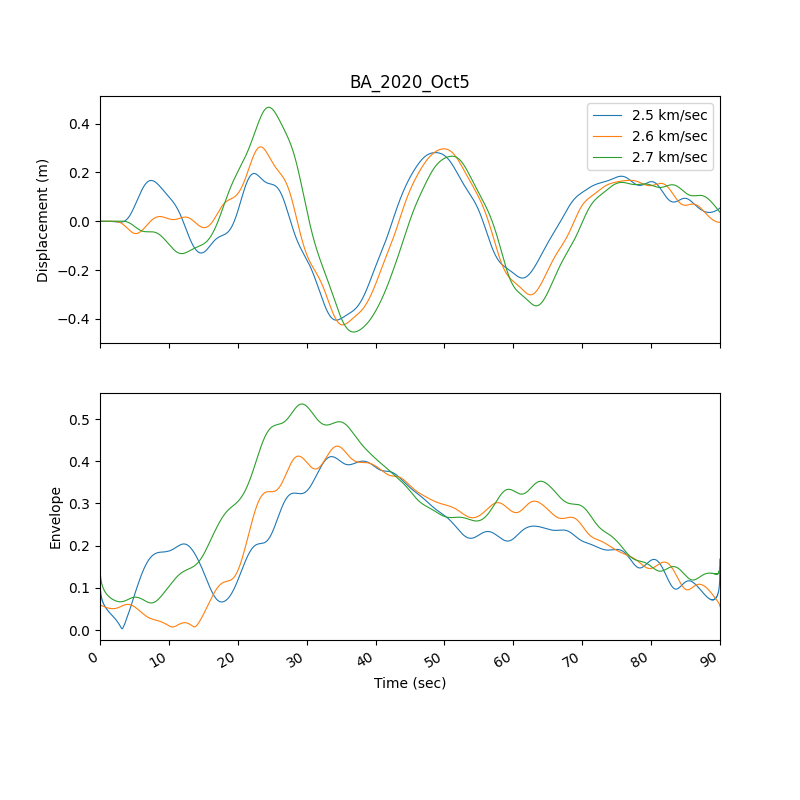 BA_2020_Oct5
Displacement (m)
0.4
0.2
0.0
−0.2
−0.4
2.5 km/sec
2.6 km/sec
2.7 km/sec
Envelope
0.5
0.4
0.3
0.2
0.1
0.0
0 10 20 30 40 50 60 70 80 90
Time (sec)